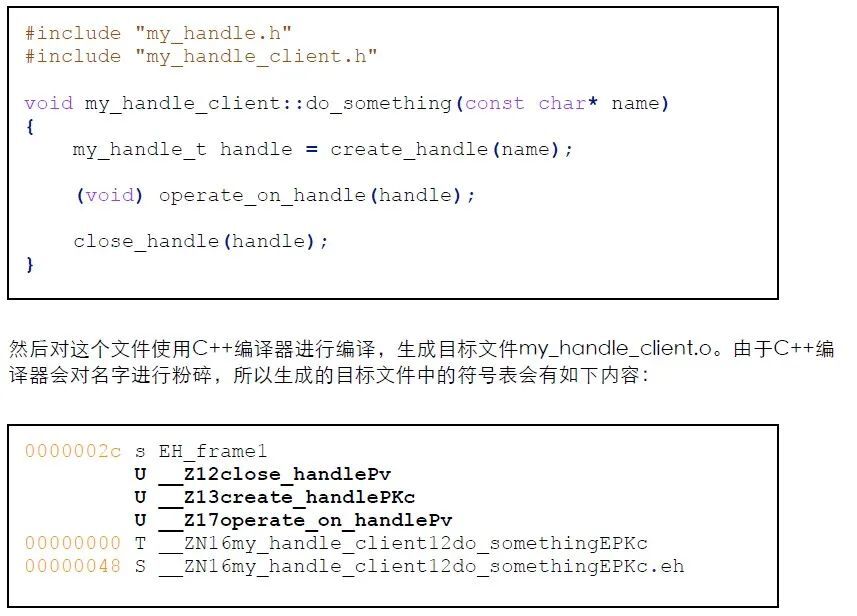 #include "my_handle.h"
#include "my_handle_client.h"
void my_handle_client::do_something(const char* name)
{
    my_handle_t handle = create_handle(name);
    (void) operate_on_handle(handle);
    close_handle(handle);
}
然后对这个文件使用C++编译器进行编译，生成目标文件my_handle_client.o。由于C++编
译器会对名字进行粉碎，所以生成的目标文件中的符号表会有如下内容：
0000002c s EH_frame1
         U __Z12close_handlePv
         U __Z13create_handlePKc
         U __Z17operate_on_handlePv
00000000 T __ZN16my_handle_client12do_somethingEPKc
00000048 S __ZN16my_handle_client12do_somethingEPKc.eh